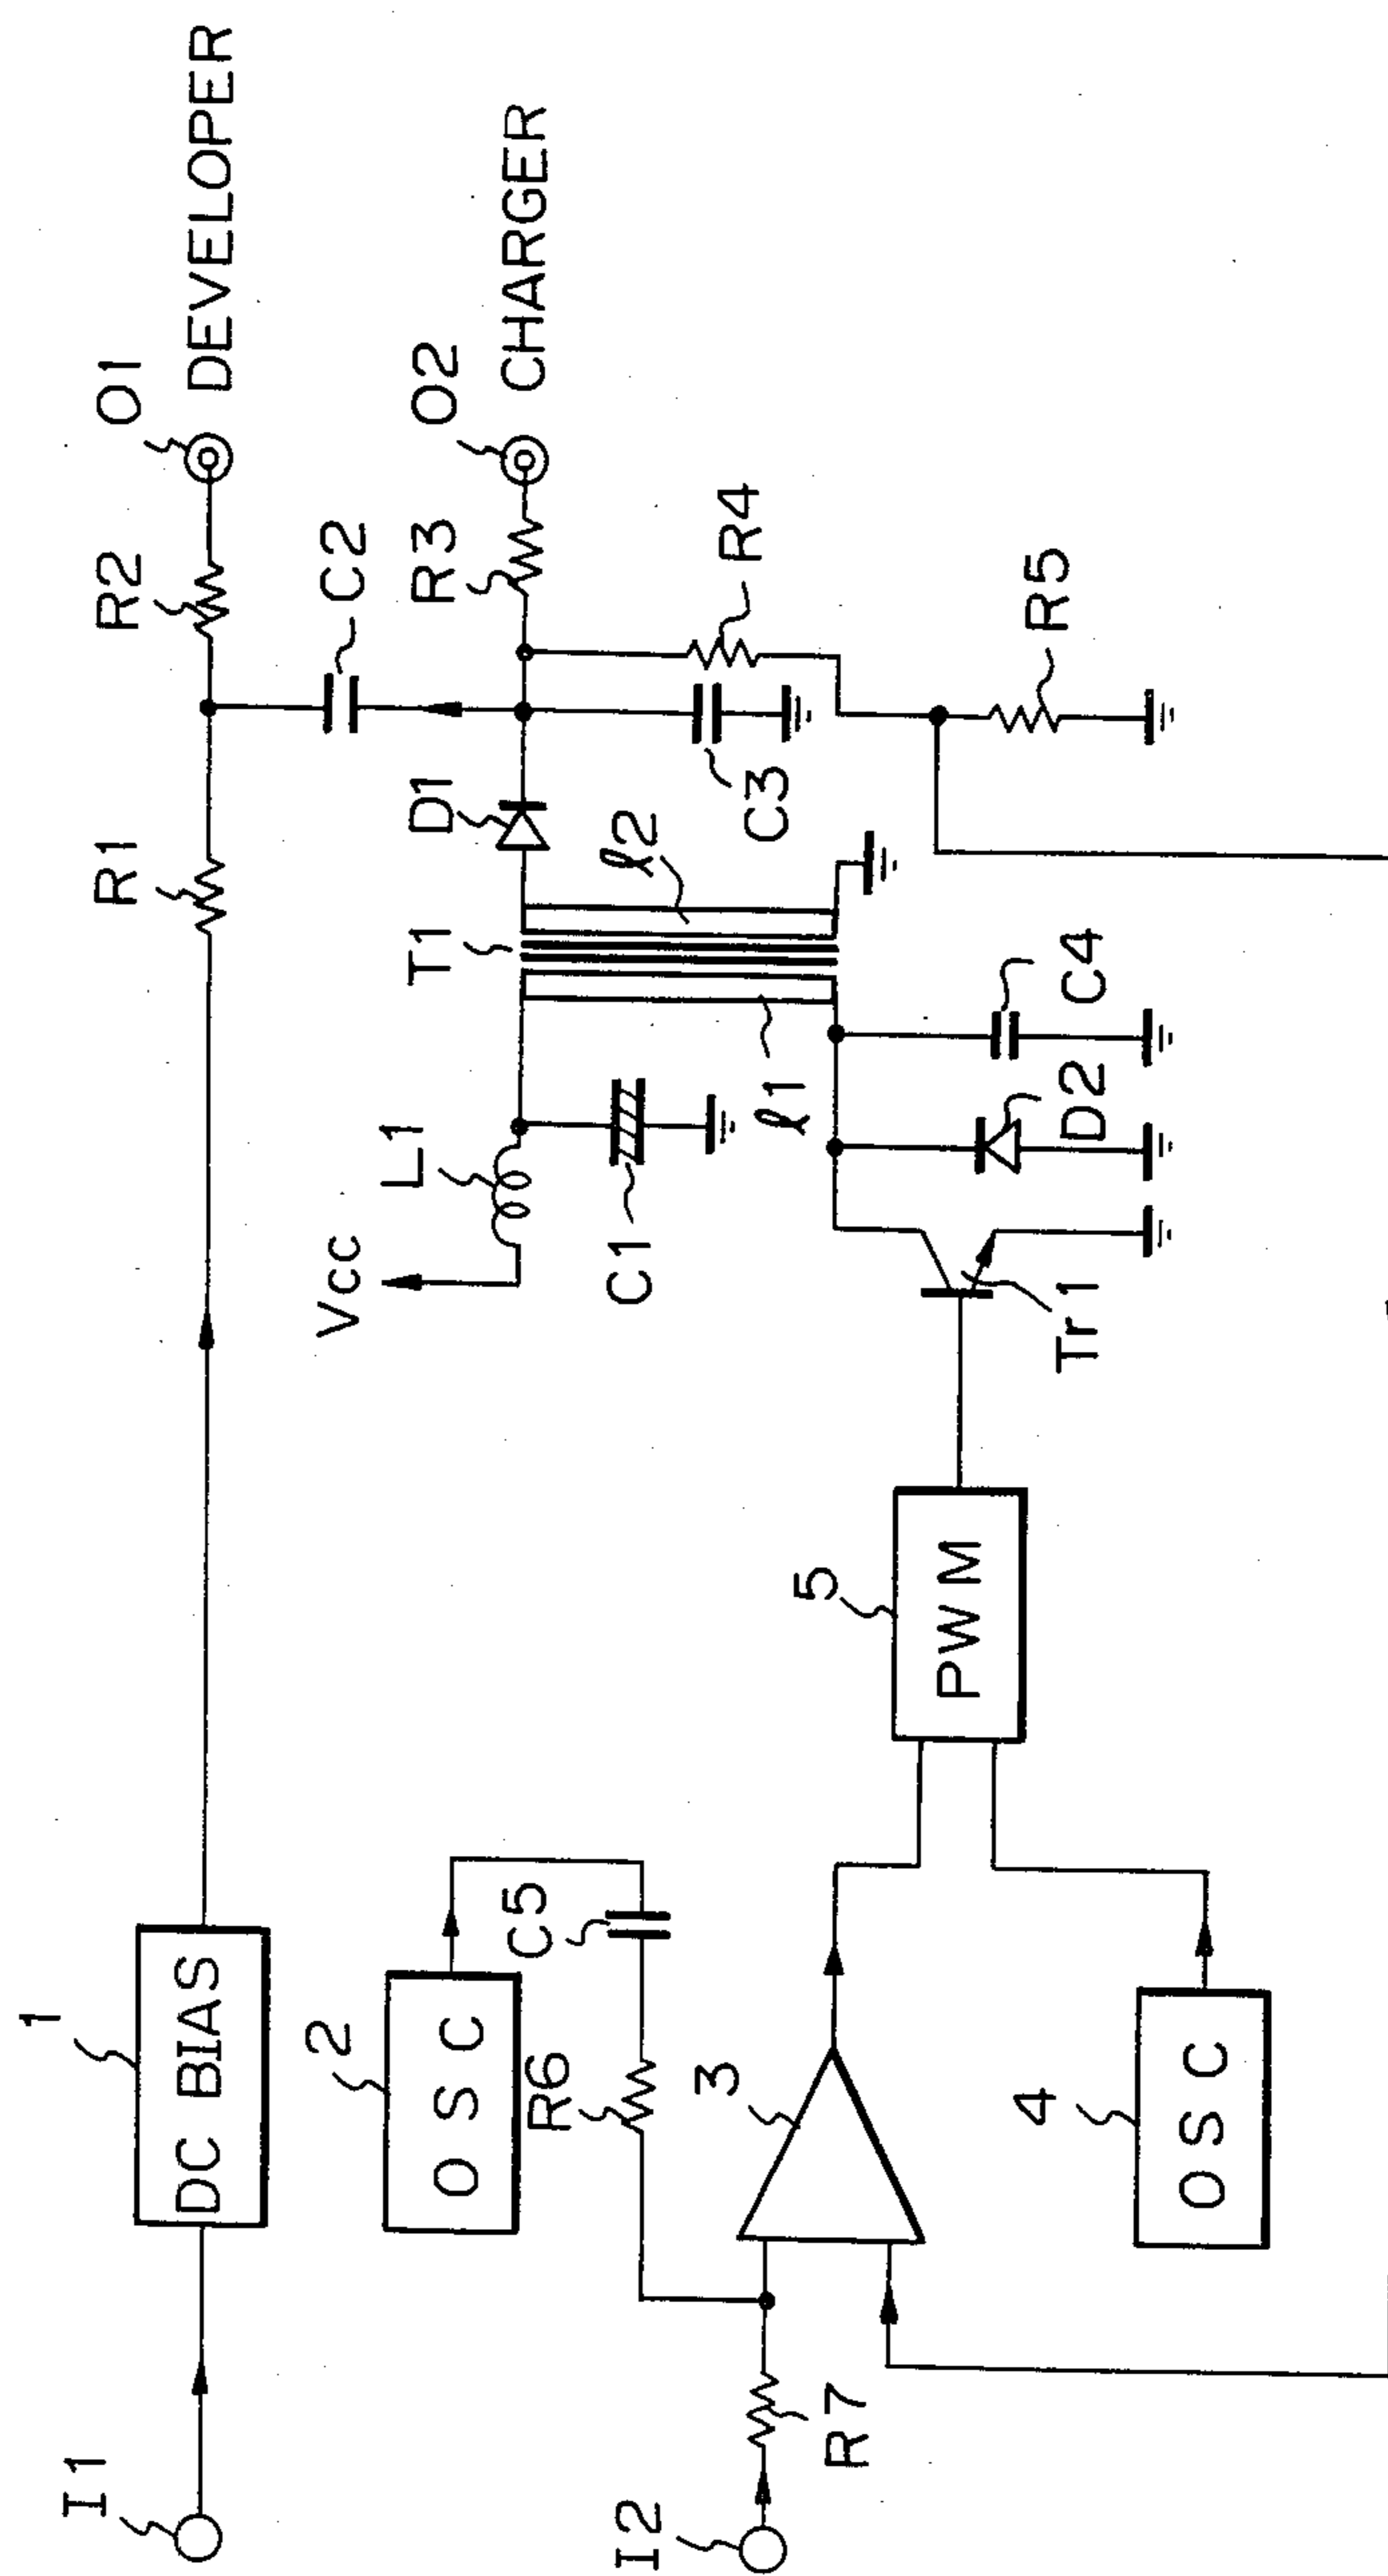 I1
1
DC BIAS
R1
R2
O1
DEVELOPER
C2
Vcc
L1
T1
D1
R3
O2
CHARGER
2
OSC
C5
R6
C1
ℓ1
ℓ2
C3
R4
I2
R7
3
5
PWM
Tr1
D2
C4
R5
4
OSC